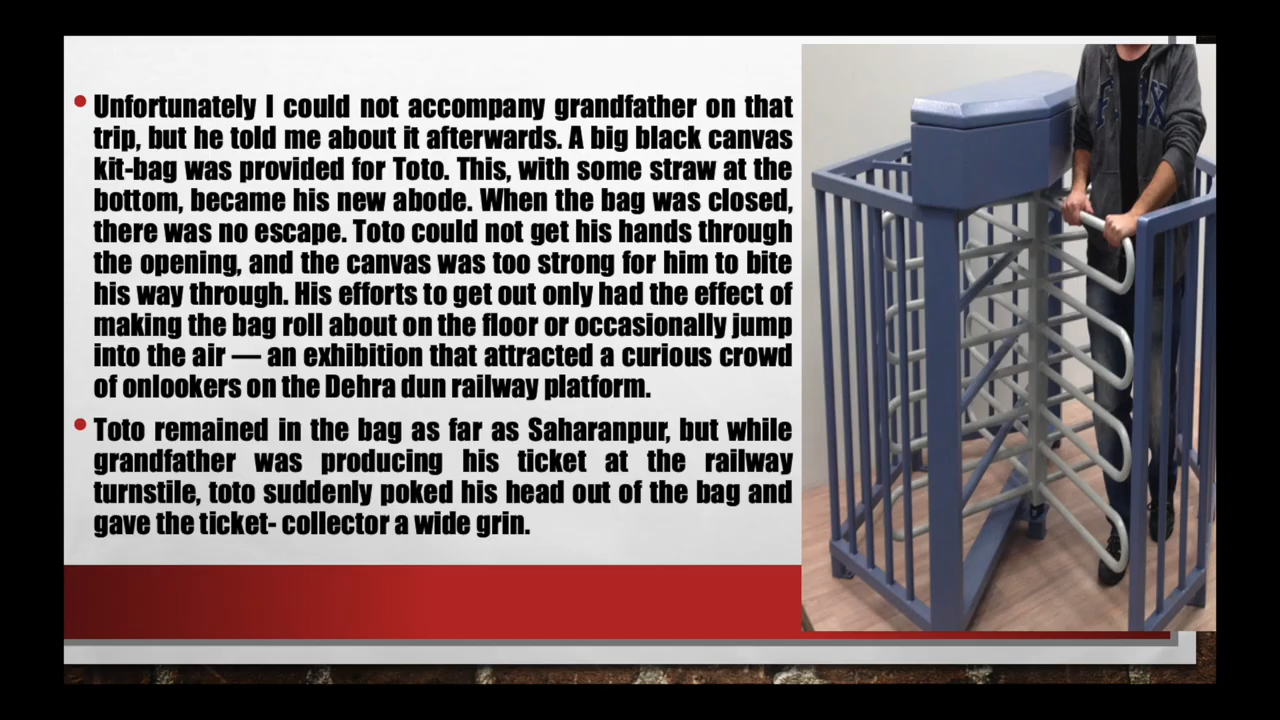 • Unfortunately I could not accompany grandfather on that
trip, but he told me about it afterwards. A big black canvas
kit-bag was provided for Toto. This, with some straw at the
bottom, became his new abode. When the bag was closed,
there was no escape. Toto could not get his hands through
the opening, and the canvas was too strong for him to bite
his way through. His efforts to get out only had the effect of
making the bag roll about on the floor or occasionally jump
into the air — an exhibition that attracted a curious crowd
of onlookers on the Dehra dun railway platform.
• Toto remained in the bag as far as Saharanpur, but while
grandfather was producing his ticket at the railway
turnstile, toto suddenly poked his head out of the bag and
gave the ticket- collector a wide grin.